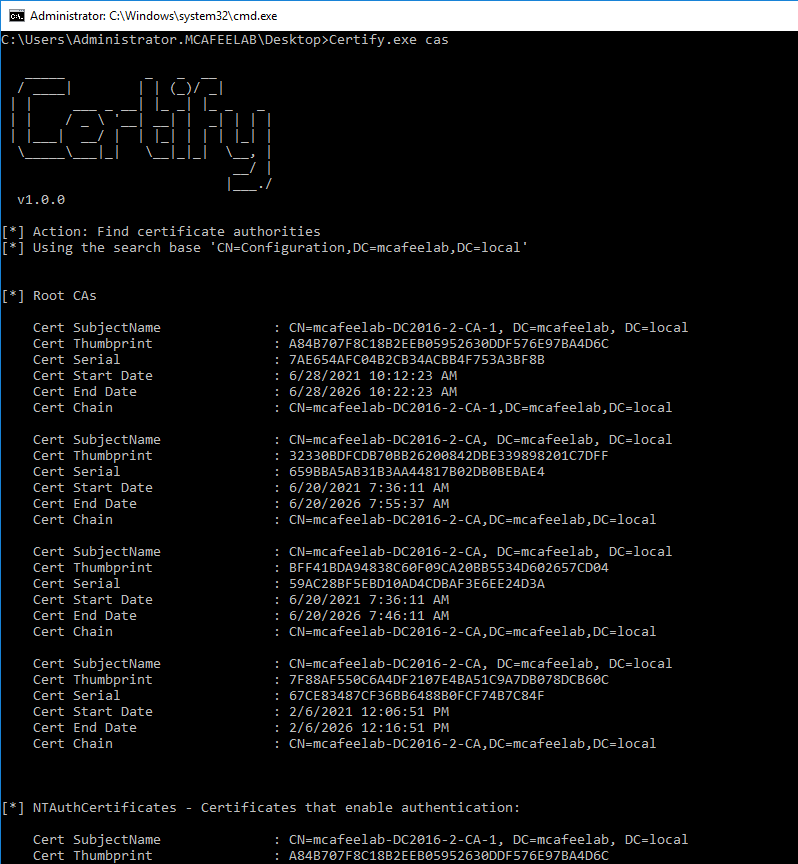 Administrator: C:\Windows\system32\cmd.exe
C:\Users\Administrator.MCAFEELAB\Desktop>Certify.exe cas
Certify
v1.0.0
[*] Action: Find certificate authorities
[*] Using the search base 'CN=Configuration,DC=mcafeelab,DC=local'
[*] Root CAs
Cert SubjectName : CN=mcafeelab-DC2016-2-CA-1, DC=mcafeelab, DC=local
Cert Thumbprint : A84B707F8C18B2EEB05952630DDF576E97BA4D6C
Cert Serial : 7AE654AFC04B2CB34ACBB4F753A3BF8B
Cert Start Date : 6/28/2021 10:12:23 AM
Cert End Date : 6/28/2026 10:22:23 AM
Cert Chain : CN=mcafeelab-DC2016-2-CA-1,DC=mcafeelab,DC=local
Cert SubjectName : CN=mcafeelab-DC2016-2-CA, DC=mcafeelab, DC=local
Cert Thumbprint : 32330BDFCDB70BB26200842DBE339898201C7DFF
Cert Serial : 659BBA5AB31B3AA44817B02DB0BEBAE4
Cert Start Date : 6/20/2021 7:36:11 AM
Cert End Date : 6/20/2026 7:55:37 AM
Cert Chain : CN=mcafeelab-DC2016-2-CA,DC=mcafeelab,DC=local
Cert SubjectName : CN=mcafeelab-DC2016-2-CA, DC=mcafeelab, DC=local
Cert Thumbprint : BFF41BDA94838C60F09CA20BB5534D602657CD04
Cert Serial : 59AC28BF5EBD10AD4CDBAF3E6EE24D3A
Cert Start Date : 6/20/2021 7:36:11 AM
Cert End Date : 6/20/2026 7:46:11 AM
Cert Chain : CN=mcafeelab-DC2016-2-CA,DC=mcafeelab,DC=local
Cert SubjectName : CN=mcafeelab-DC2016-2-CA, DC=mcafeelab, DC=local
Cert Thumbprint : 7F88AF550C6A4DF2107E4BA51C9A7DB078DCB60C
Cert Serial : 67CE83487CF36BB6488B0FCF74B7C84F
Cert Start Date : 2/6/2021 12:06:51 PM
Cert End Date : 2/6/2026 12:16:51 PM
Cert Chain : CN=mcafeelab-DC2016-2-CA,DC=mcafeelab,DC=local
[*] NTAuthCertificates - Certificates that enable authentication:
Cert SubjectName : CN=mcafeelab-DC2016-2-CA-1, DC=mcafeelab, DC=local
Cert Thumbprint : A84B707F8C18B2EEB05952630DDF576E97BA4D6C